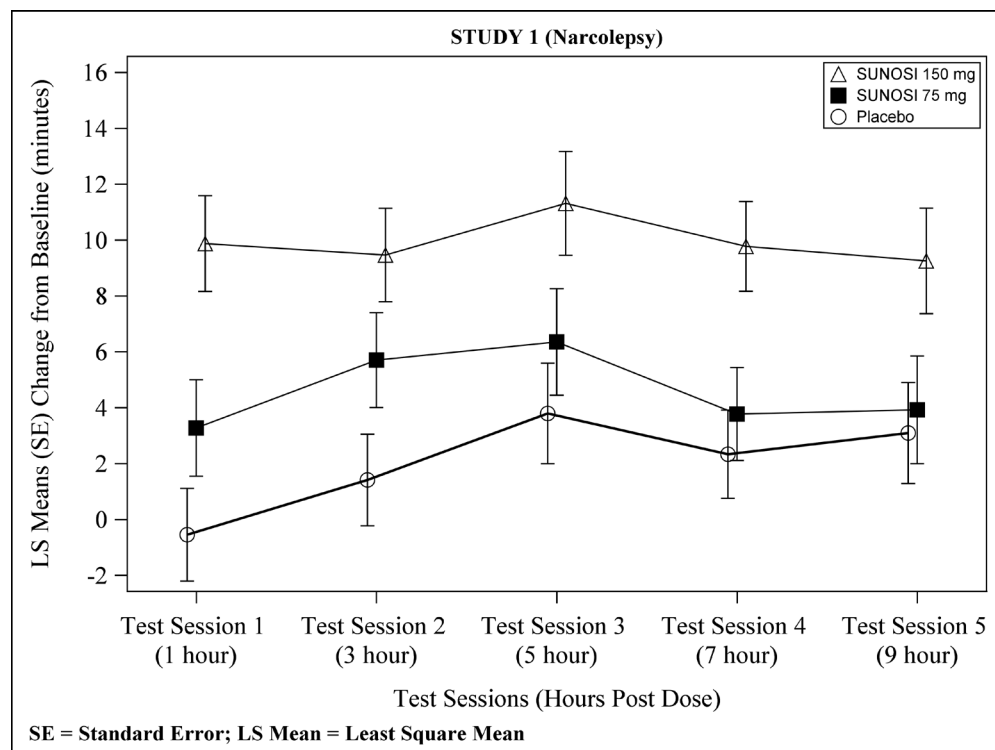 STUDY 1 (Narcolepsy)
SUNOSI 150 mg
SUNOSI 75 mg
Placebo
LS Means (SE) Change from Baseline (minutes)
16
14
12
10
8
6
4
2
0
-2
Test Session 1 Test Session 2 Test Session 3 Test Session 4 Test Session 5
(1 hour) (3 hour) (5 hour) (7 hour) (9 hour)
Test Sessions (Hours Post Dose)
SE = Standard Error; LS Mean = Least Square Mean